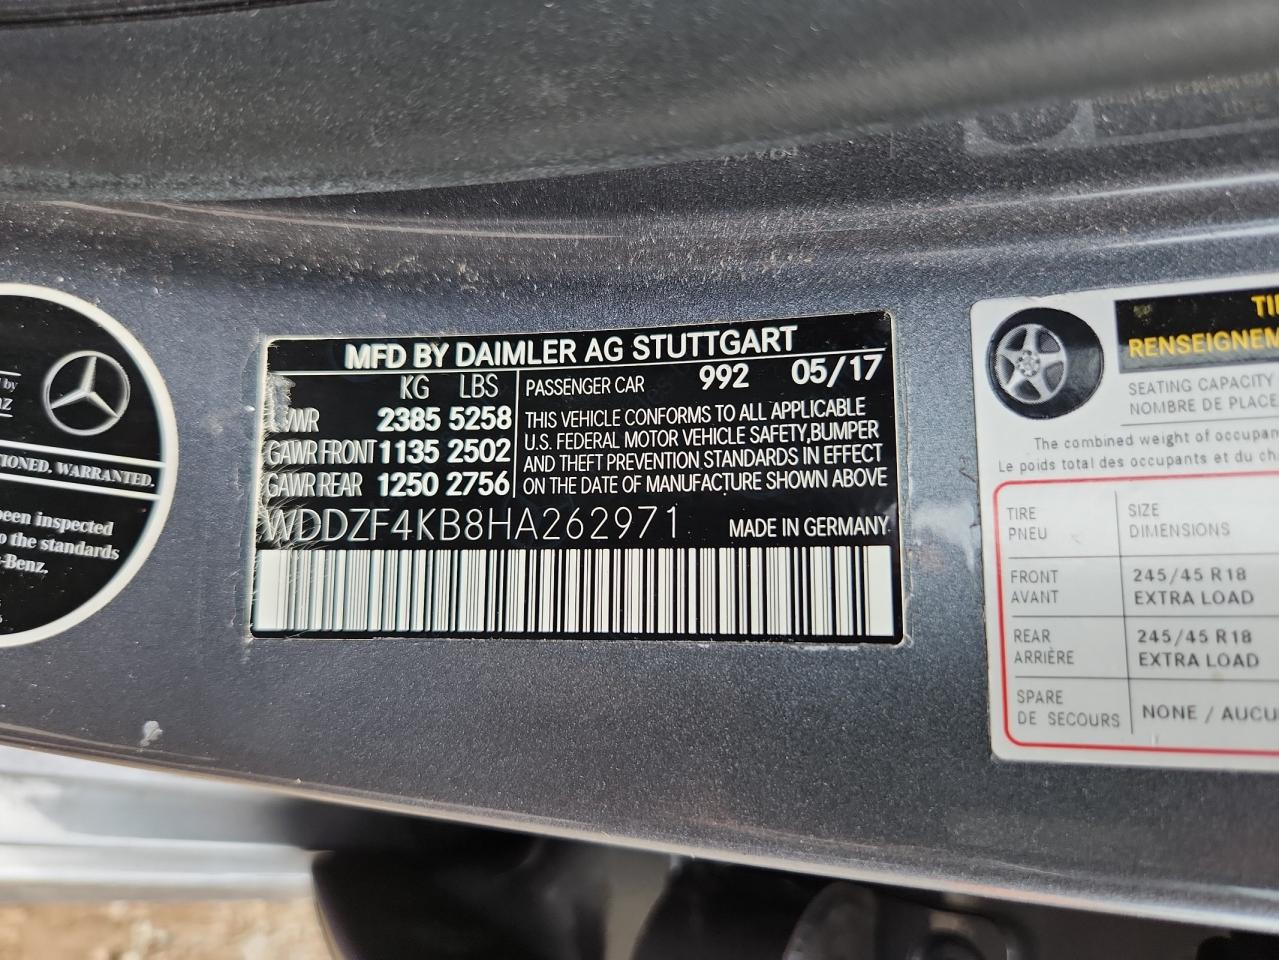 MFD BY DAIMLER AG STUTTGART
KG LBS
PASSENGER CAR 992 05/17
GVWR 2385 5258
GAWR FRONT 1135 2502
GAWR REAR 1250 2756
THIS VEHICLE CONFORMS TO ALL APPLICABLE
U.S. FEDERAL MOTOR VEHICLE SAFETY,BUMPER
AND THEFT PREVENTION STANDARDS IN EFFECT
ON THE DATE OF MANUFACTURE SHOWN ABOVE
WDDZF4KB8HA262971 MADE IN GERMANY
by
TIONED. WARRANTED.
been inspected
to the standards
-Benz.
RENSEIGNEM
SEATING CAPACITY
NOMBRE DE PLACE
The combined weight of occupan
Le poids total des occupants et du ch
TIRE
PNEU
SIZE
DIMENSIONS
FRONT
AVANT
245/45 R18
EXTRA LOAD
REAR
ARRIÈRE
245/45 R18
EXTRA LOAD
SPARE
DE SECOURS
NONE / AUCU